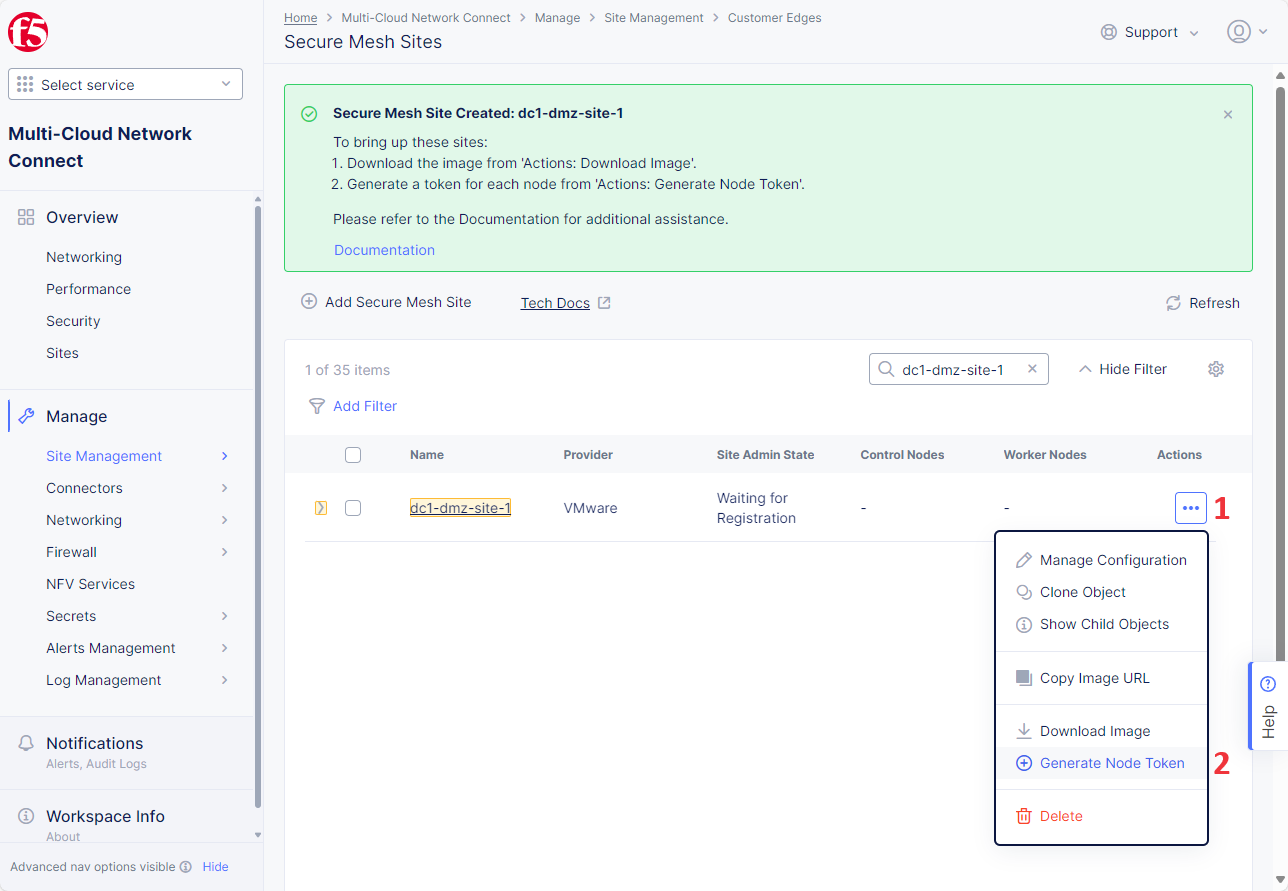 f5
Select service
Multi-Cloud Network
Connect
Overview
Networking
Performance
Security
Sites
Manage
Site Management
Connectors
Networking
Firewall
NFV Services
Secrets
Alerts Management
Log Management
Notifications
Alerts, Audit Logs
Workspace Info
About
Advanced nav options visible Hide
Home > Multi-Cloud Network Connect > Manage > Site Management > Customer Edges
Secure Mesh Sites
Support
Secure Mesh Site Created: dc1-dmz-site-1
To bring up these sites:
1. Download the image from 'Actions: Download Image'.
2. Generate a token for each node from 'Actions: Generate Node Token'.
Please refer to the Documentation for additional assistance.
Documentation
Add Secure Mesh Site Tech Docs Refresh
1 of 35 items dc1-dmz-site-1 Hide Filter
Add Filter
Name Provider Site Admin State Control Nodes Worker Nodes Actions
dc1-dmz-site-1 VMware Waiting for - - ... 1
Registration
Manage Configuration
Clone Object
Show Child Objects
Copy Image URL
Download Image
Generate Node Token 2
Delete
Help